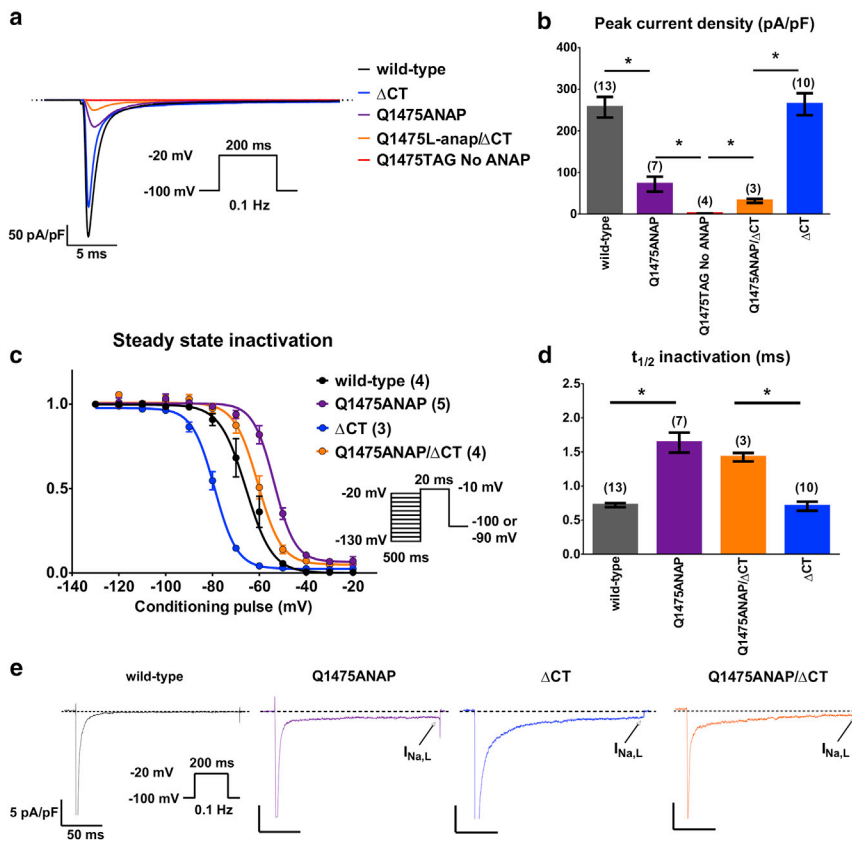 a
wild-type
ΔCT
Q1475ANAP
Q1475L-anap/ΔCT
Q1475TAG No ANAP
200 ms
-20 mV
-100 mV
0.1 Hz
50 pA/pF
5 ms
b
Peak current density (pA/pF)
400
300
200
100
0
(13)
(7)
(4)
(3)
(10)
*
*
*
*
wild-type
Q1475ANAP
Q1475TAG No ANAP
Q1475ANAP/ΔCT
ΔCT
c
Steady state inactivation
1.0
0.5
0.0
-140
-120
-100
-80
-60
-40
-20
Conditioning pulse (mV)
wild-type (4)
Q1475ANAP (5)
ΔCT (3)
Q1475ANAP/ΔCT (4)
20 ms
-20 mV
-10 mV
-130 mV
-100 or
-90 mV
500 ms
d
t1/2 inactivation (ms)
2.5
2.0
1.5
1.0
0.5
0.0
(13)
(7)
(3)
(10)
*
*
wild-type
Q1475ANAP
Q1475ANAP/ΔCT
ΔCT
e
wild-type
Q1475ANAP
ΔCT
Q1475ANAP/ΔCT
200 ms
-20 mV
-100 mV
0.1 Hz
5 pA/pF
50 ms
INa,L
INa,L
INa,L